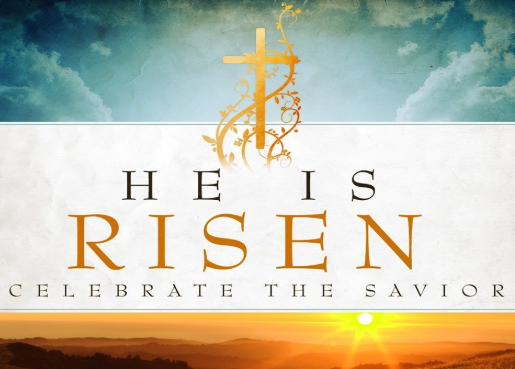 HE IS
RISEN
CELEBRATE THE SAVIOR